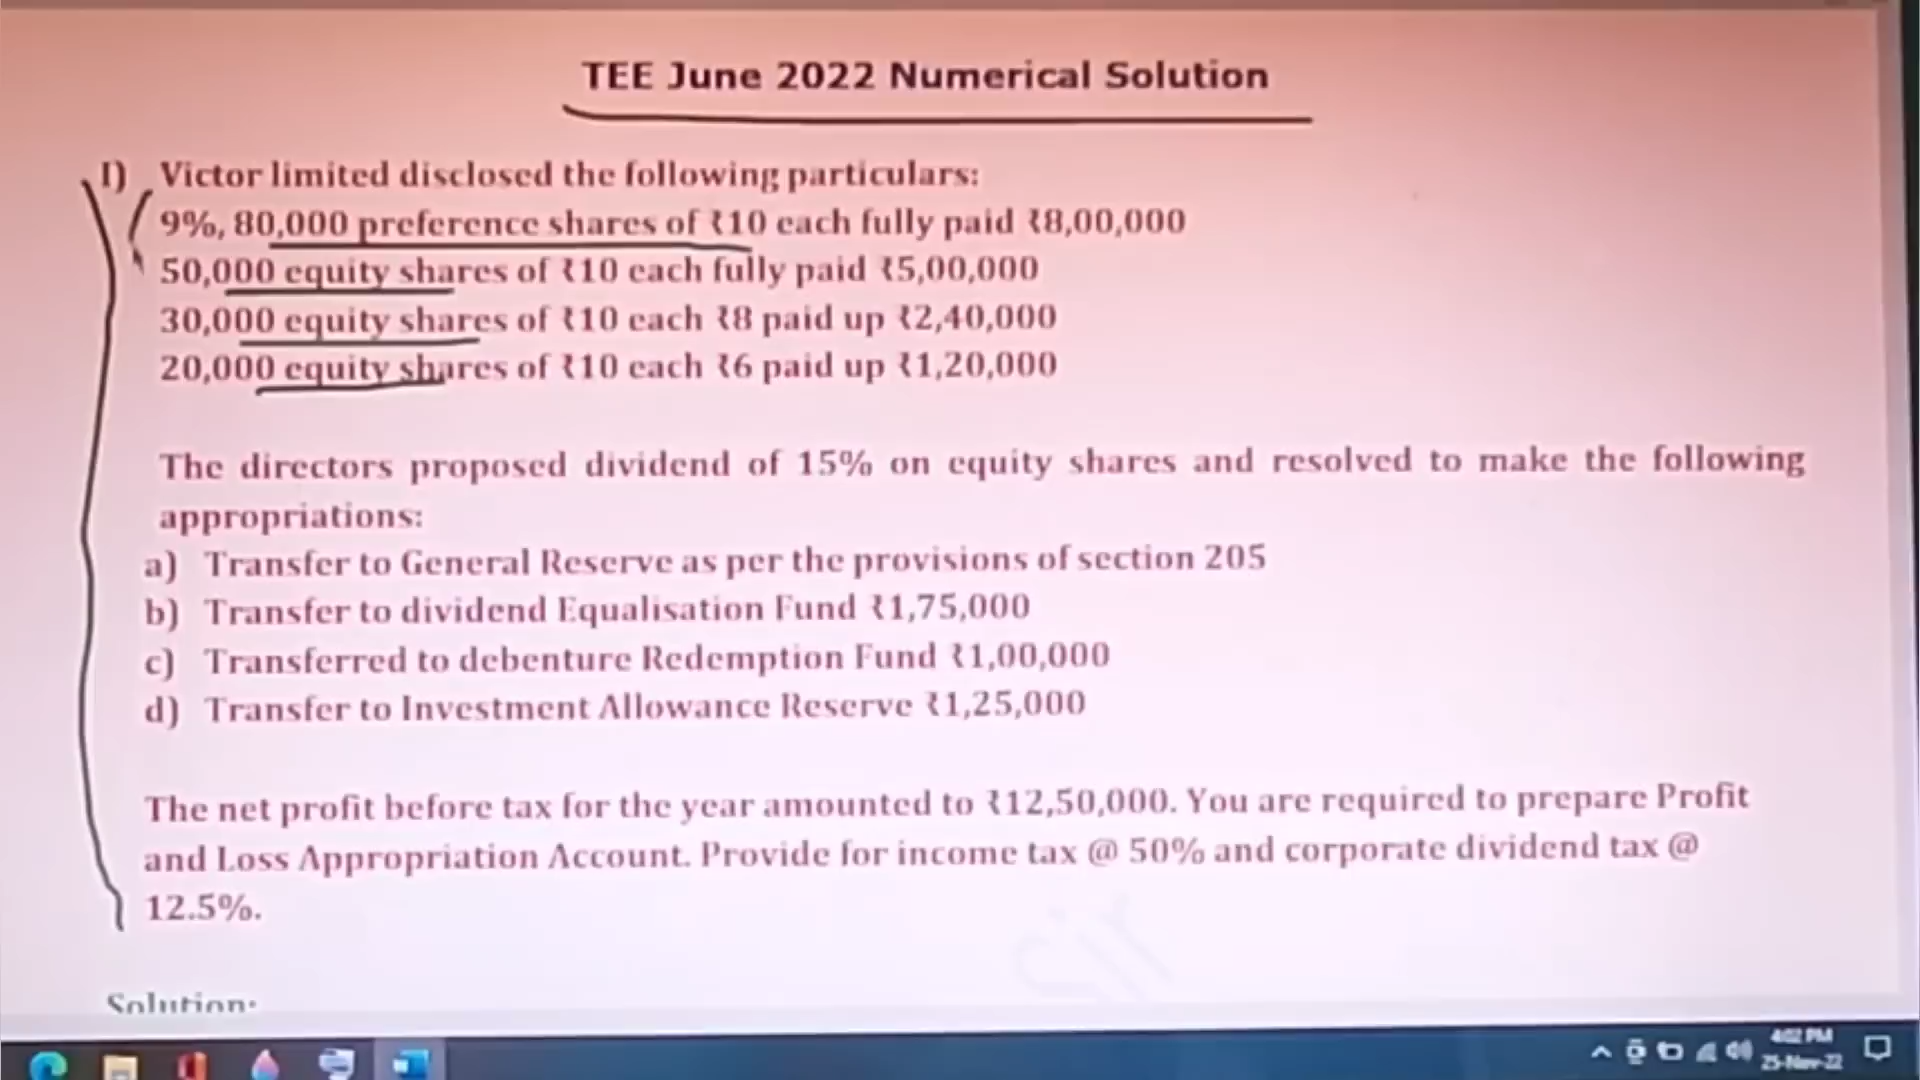 TEE June 2022 Numerical Solution
I) Victor limited disclosed the following particulars:
9%, 80,000 preference shares of ₹10 each fully paid ₹8,00,000
50,000 equity shares of ₹10 each fully paid ₹5,00,000
30,000 equity shares of ₹10 each ₹8 paid up ₹2,40,000
20,000 equity shares of ₹10 each ₹6 paid up ₹1,20,000
The directors proposed dividend of 15% on equity shares and resolved to make the following
appropriations:
a) Transfer to General Reserve as per the provisions of section 205
b) Transfer to dividend Equalisation Fund ₹1,75,000
c) Transferred to debenture Redemption Fund ₹1,00,000
d) Transfer to Investment Allowance Reserve ₹1,25,000
The net profit before tax for the year amounted to ₹12,50,000. You are required to prepare Profit
and Loss Appropriation Account. Provide for income tax @ 50% and corporate dividend tax @
12.5%.
Solution:
4:02 PM
25-Nov-22